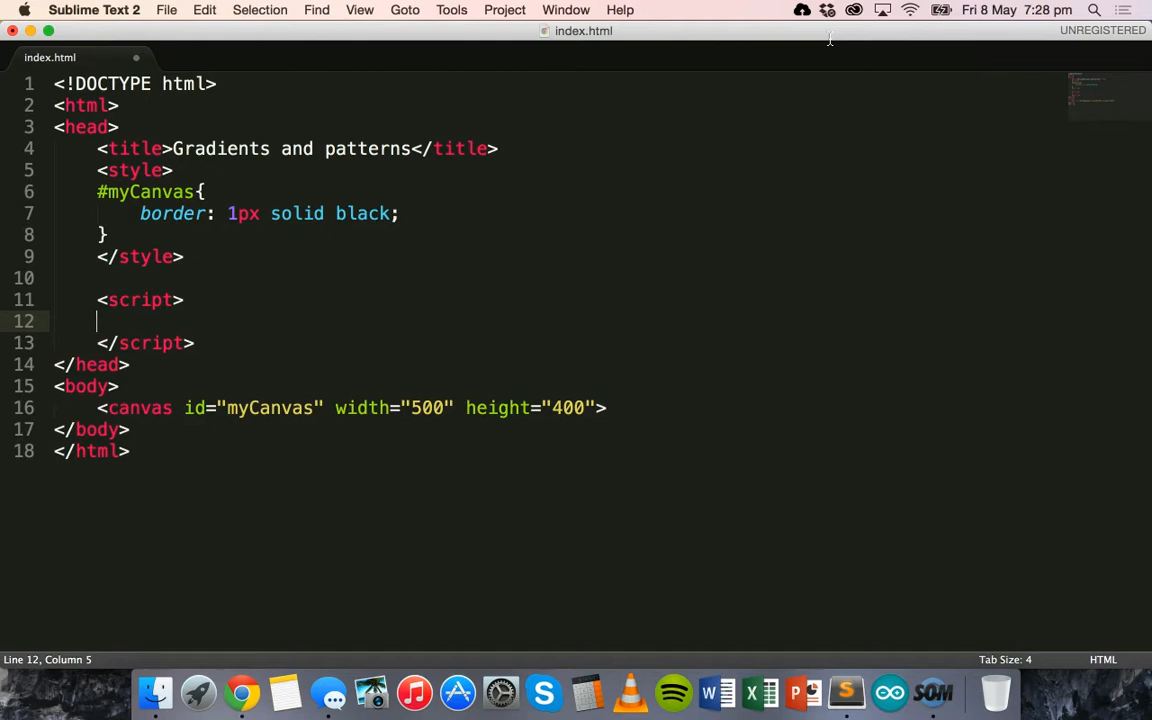 Sublime Text 2 File Edit Selection Find View Goto Tools Project Window Help Fri 8 May 7:28 pm
index.html UNREGISTERED
index.html
1 <!DOCTYPE html>
2 <html>
3 <head>
4 <title>Gradients and patterns</title>
5 <style>
6 #myCanvas{
7 border: 1px solid black;
8 }
9 </style>
10
11 <script>
12
13 </script>
14 </head>
15 <body>
16 <canvas id="myCanvas" width="500" height="400">
17 </body>
18 </html>
Line 12, Column 5 Tab Size: 4 HTML
SOM